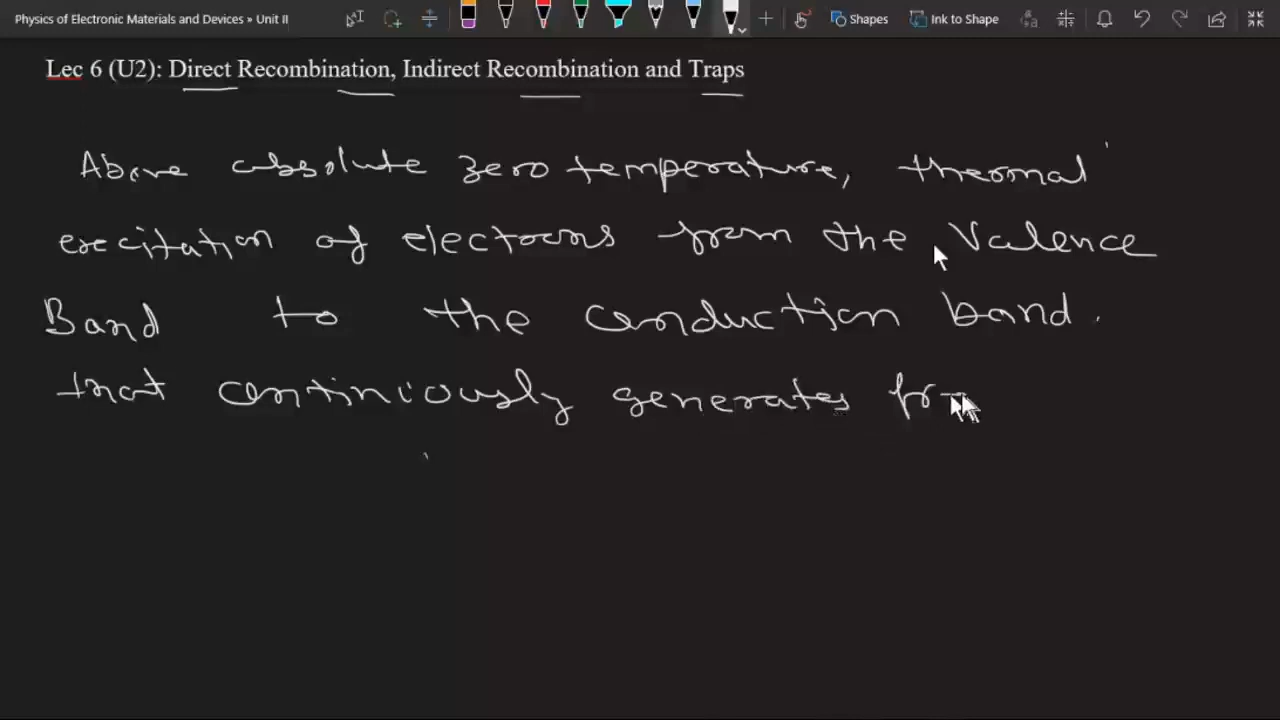 Physics of Electronic Materials and Devices » Unit II
Shapes
Ink to Shape
Lec 6 (U2): Direct Recombination, Indirect Recombination and Traps
Above absolute zero temperature, thermal
excitation of electrons from the Valence
Band to the conduction band.
that continiously generates fr